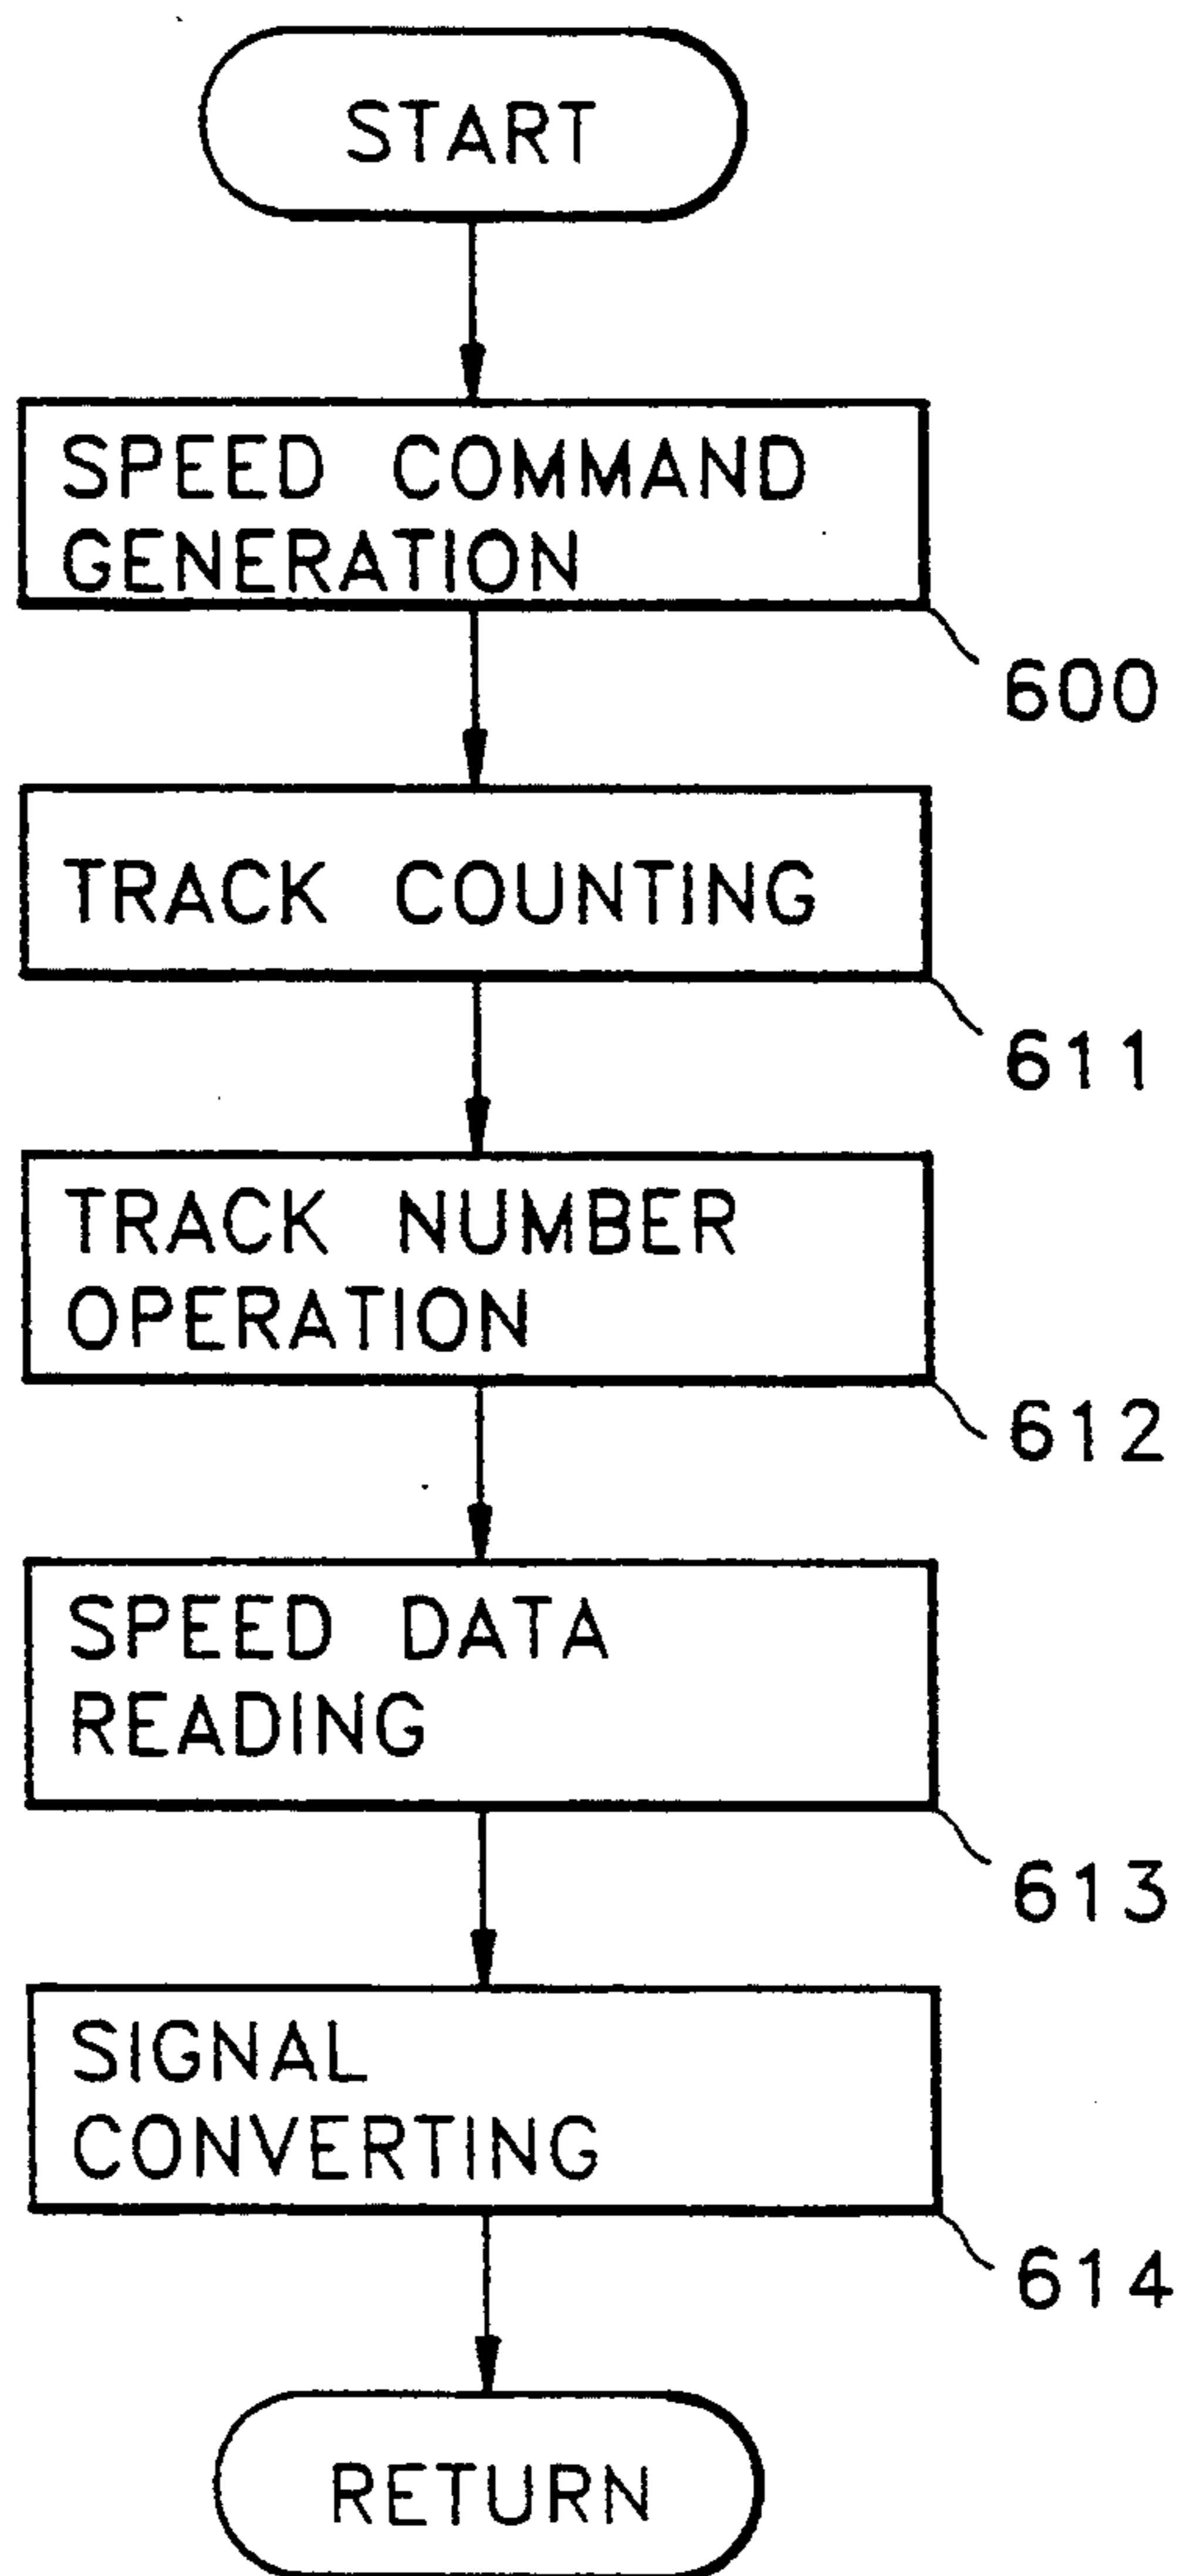 START
SPEED COMMAND
GENERATION
600
TRACK COUNTING
611
TRACK NUMBER
OPERATION
612
SPEED DATA
READING
613
SIGNAL
CONVERTING
614
RETURN